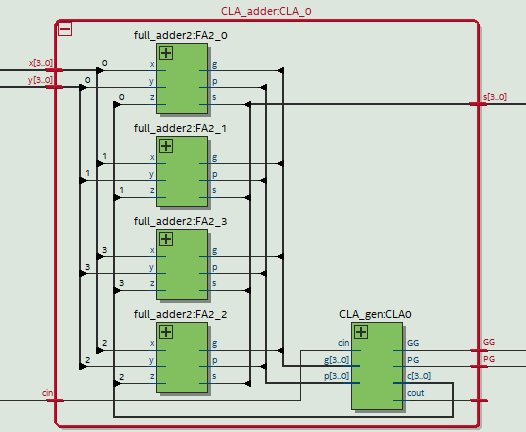 CLA_adder:CLA_0
full_adder2:FA2_0
x[3..0]
0
x
g
y[3..0]
0
y
p
0
z
s
s[3..0]
full_adder2:FA2_1
1
x
g
1
y
p
1
z
s
full_adder2:FA2_3
3
x
g
3
y
p
3
z
s
full_adder2:FA2_2
CLA_gen:CLA0
2
x
g
cin
GG
GG
2
y
p
g[3..0]
PG
PG
2
z
s
p[3..0]
c[3..0]
cin
cout